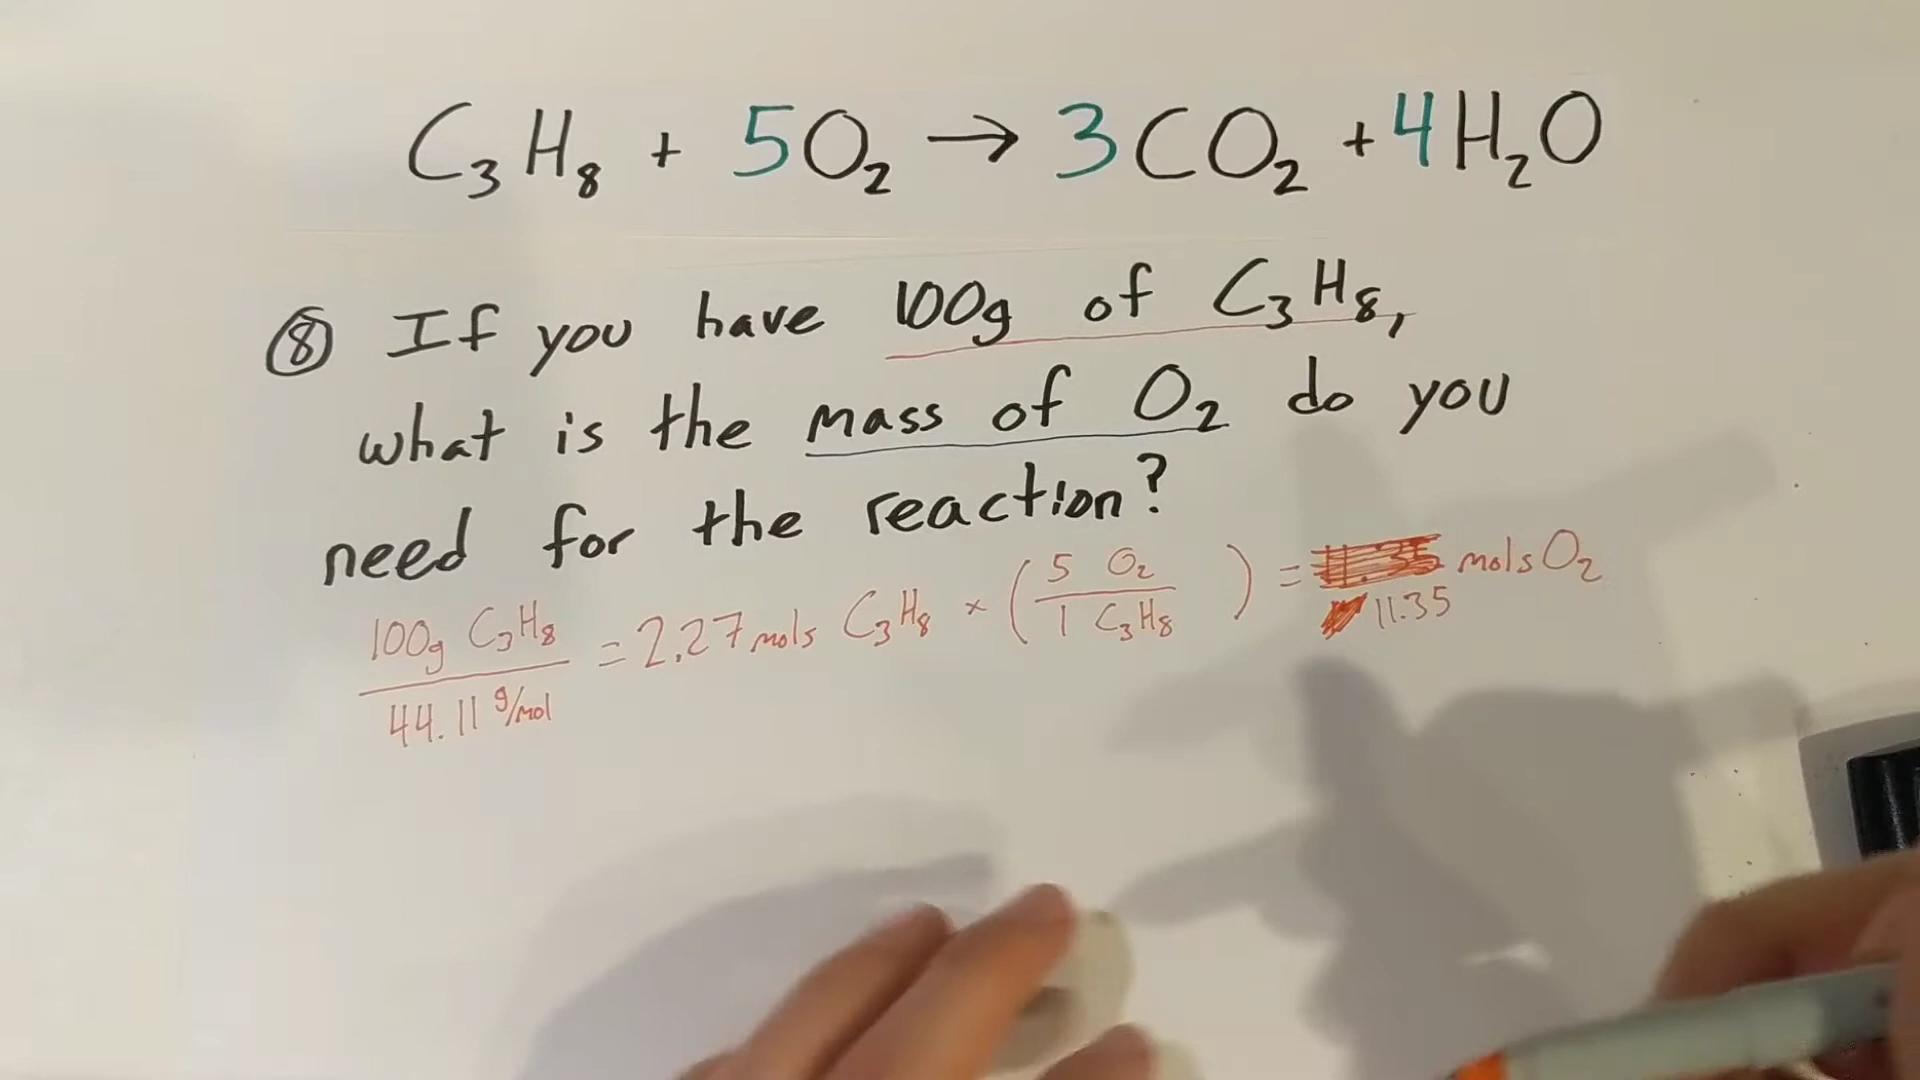 C₃H₈ + 5O₂ → 3CO₂ + 4H₂O
⑧ If you have 100g of C₃H₈,
what is the mass of O₂ do you
need for the reaction?
100g C₃H₈ / 44.11 g/mol = 2.27 mols C₃H₈ × (5 O₂ / 1 C₃H₈) = 11.35 mols O₂
11.35